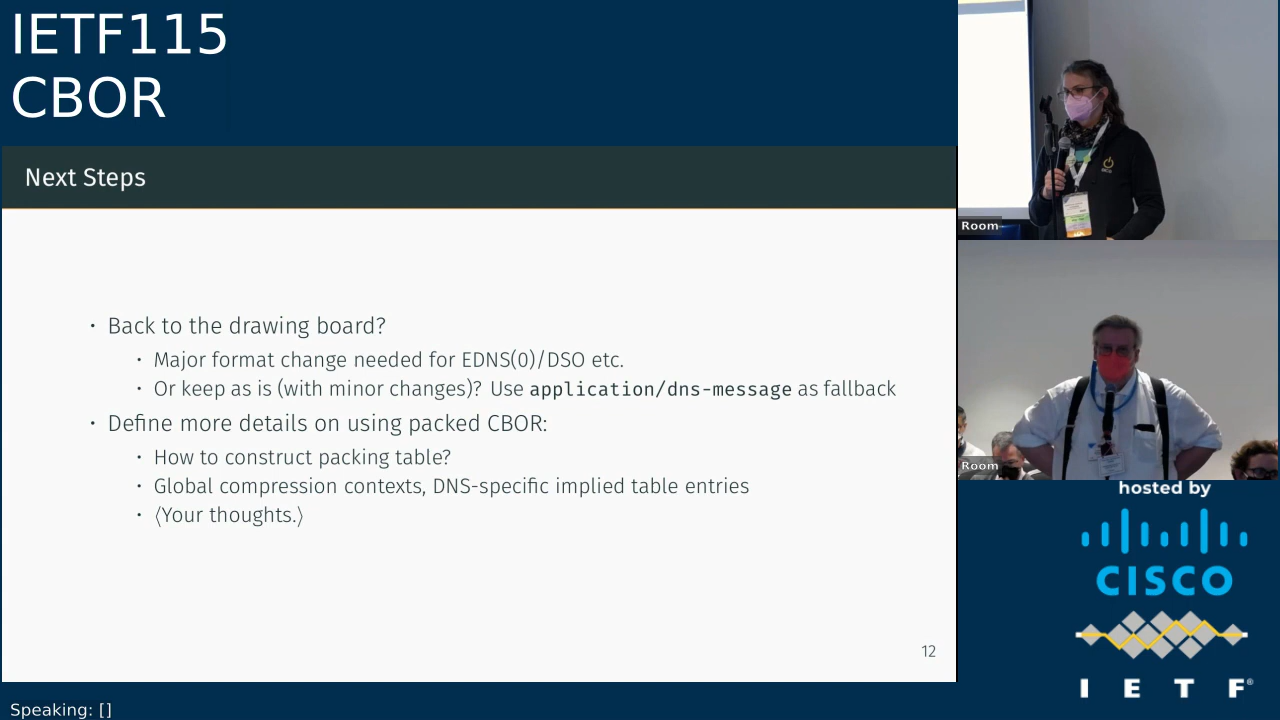 IETF115
CBOR
Next Steps
• Back to the drawing board?
• Major format change needed for EDNS(0)/DSO etc.
• Or keep as is (with minor changes)? Use application/dns-message as fallback
• Define more details on using packed CBOR:
• How to construct packing table?
• Global compression contexts, DNS-specific implied table entries
• ⟨Your thoughts.⟩
12
Speaking: []
Room
Room
hosted by
CISCO
I E T F®